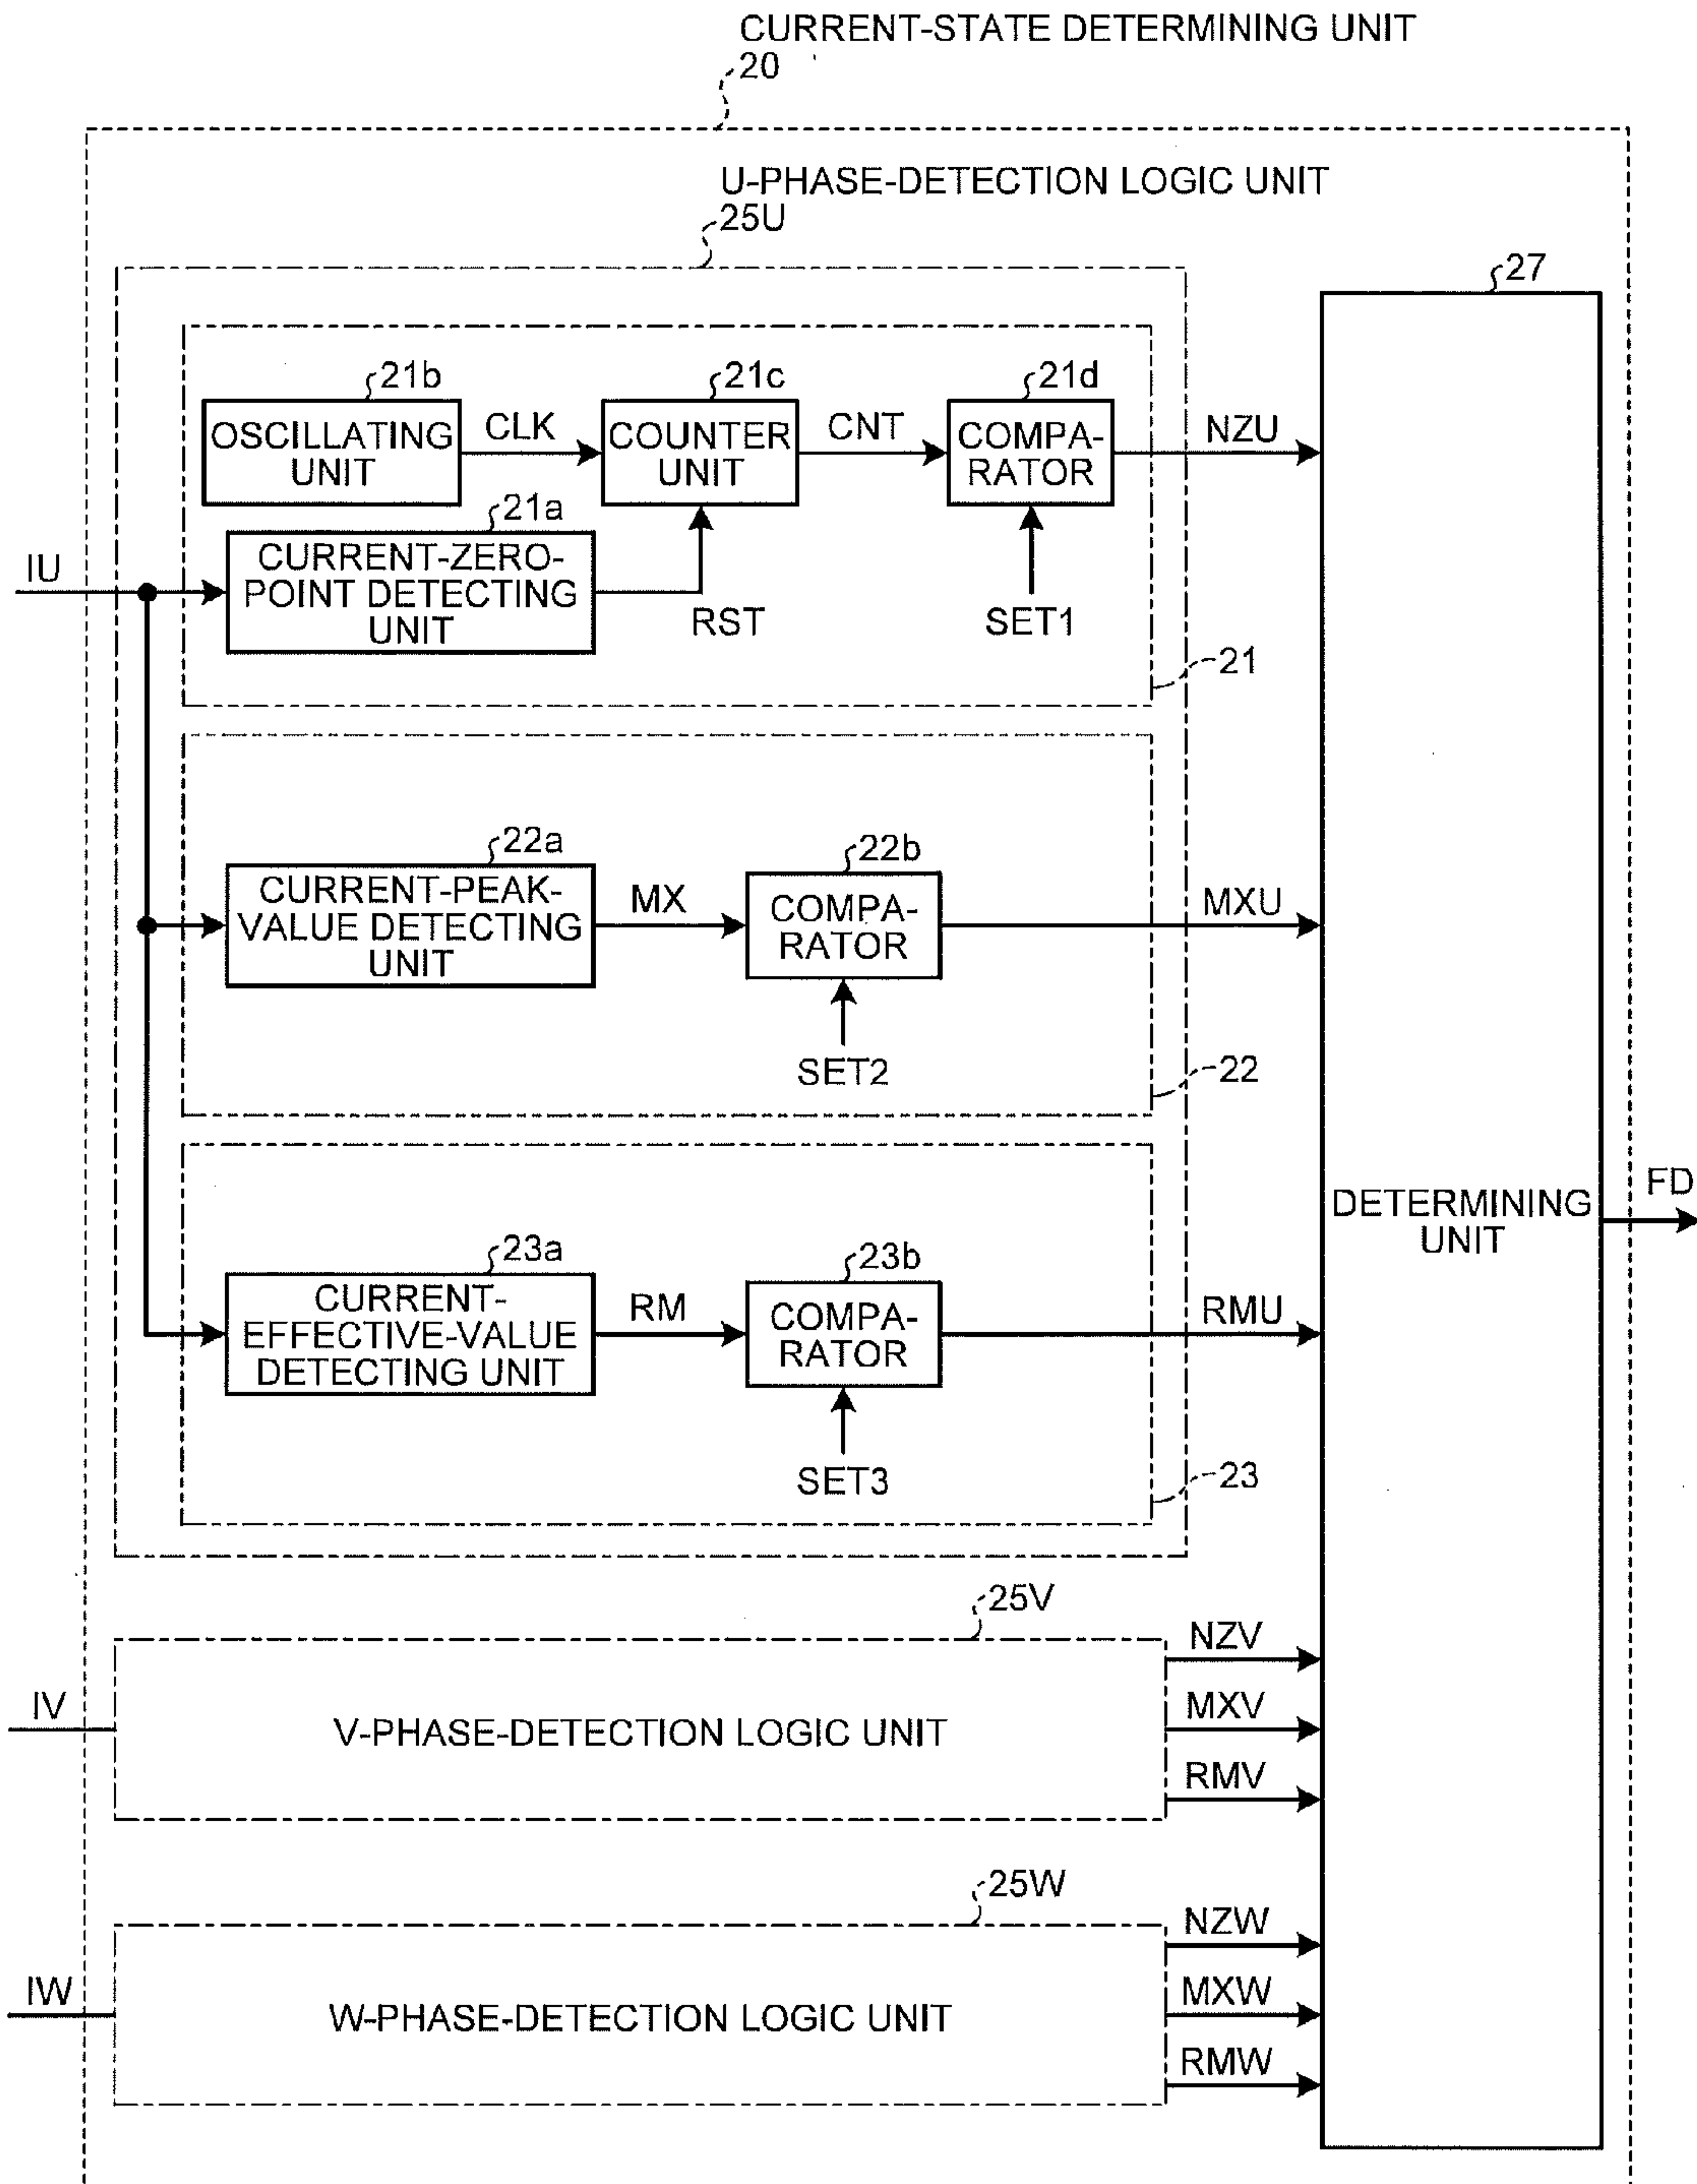 CURRENT-STATE DETERMINING UNIT
20
U-PHASE-DETECTION LOGIC UNIT
25U
27
21b
21c
21d
OSCILLATING
UNIT
CLK
COUNTER
UNIT
CNT
COMPA-
RATOR
NZU
21a
IU
CURRENT-ZERO-
POINT DETECTING
UNIT
RST
SET1
21
22a
22b
CURRENT-PEAK-
VALUE DETECTING
UNIT
MX
COMPA-
RATOR
MXU
SET2
22
DETERMINING
UNIT
FD
23a
23b
CURRENT-
EFFECTIVE-VALUE
DETECTING UNIT
RM
COMPA-
RATOR
RMU
SET3
23
25V
IV
V-PHASE-DETECTION LOGIC UNIT
NZV
MXV
RMV
25W
IW
W-PHASE-DETECTION LOGIC UNIT
NZW
MXW
RMW